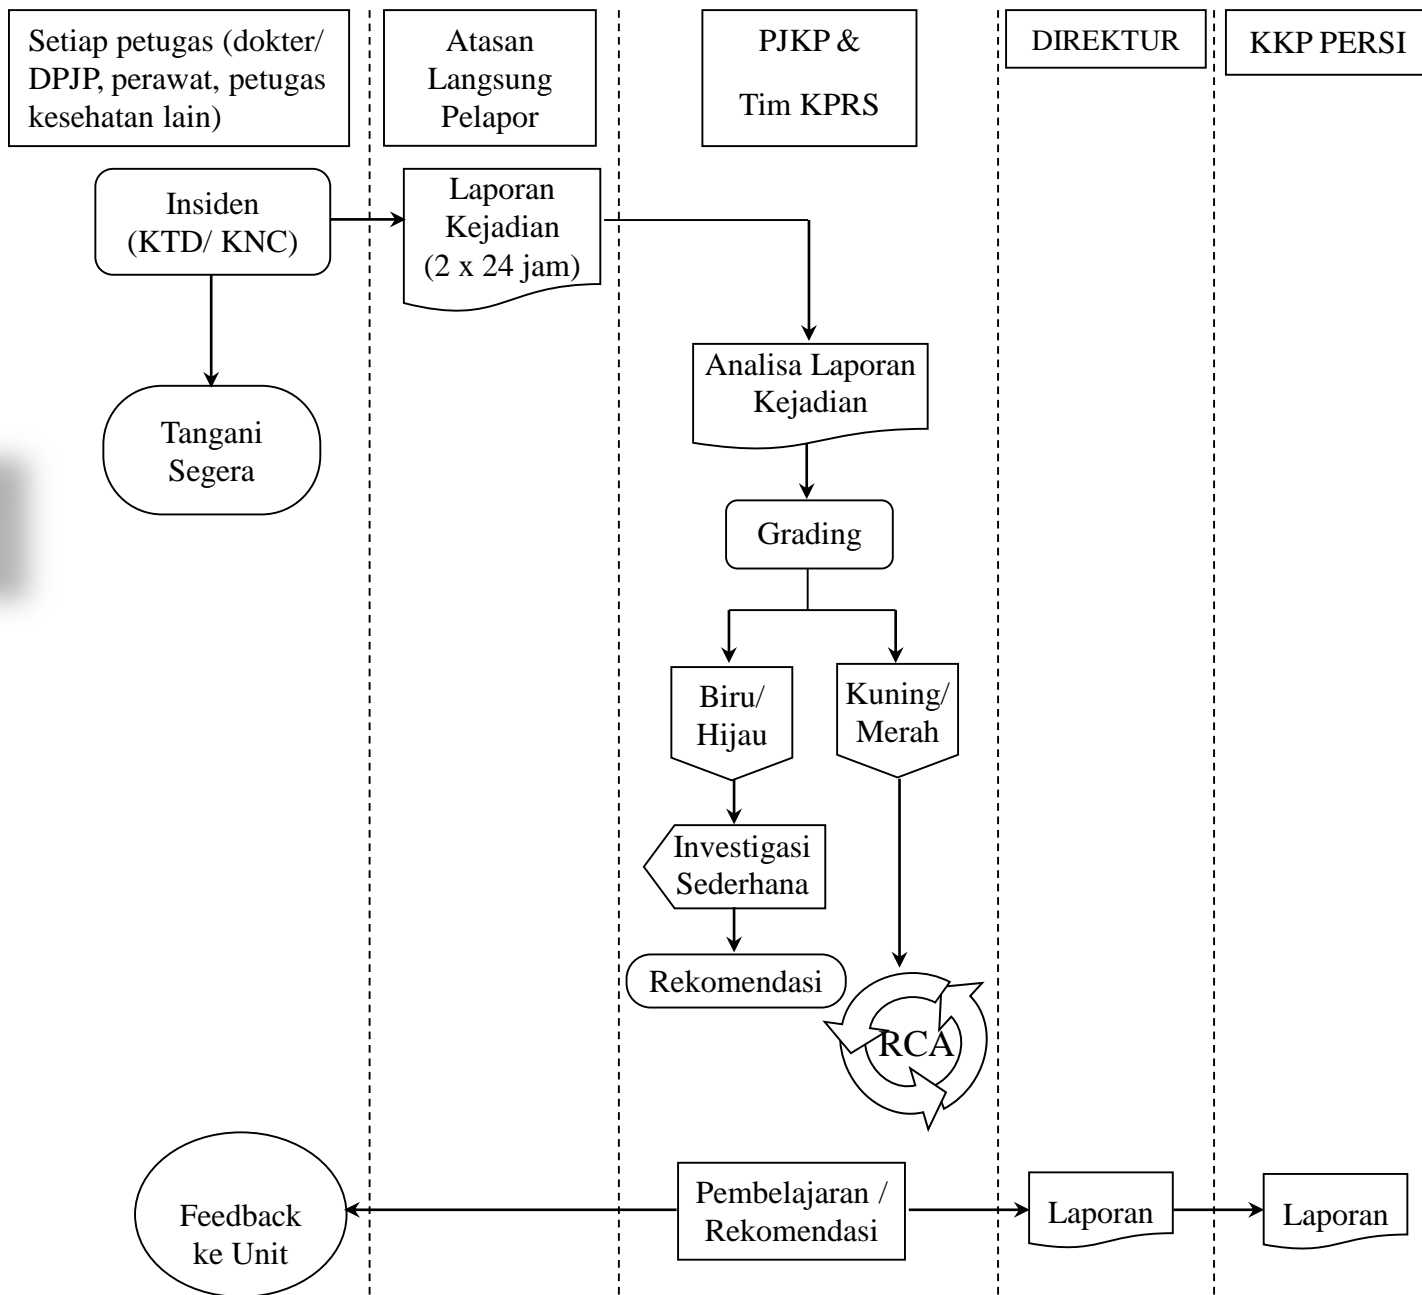 Setiap petugas (dokter/
DPJP, perawat, petugas
kesehatan lain)
Atasan
Langsung
Pelapor
PJKP &
Tim KPRS
DIREKTUR
KKP PERSI
Insiden
(KTD/ KNC)
Laporan
Kejadian
(2 x 24 jam)
Tangani
Segera
Analisa Laporan
Kejadian
Grading
Biru/
Hijau
Kuning/
Merah
Investigasi
Sederhana
Rekomendasi
RCA
Feedback
ke Unit
Pembelajaran /
Rekomendasi
Laporan
Laporan